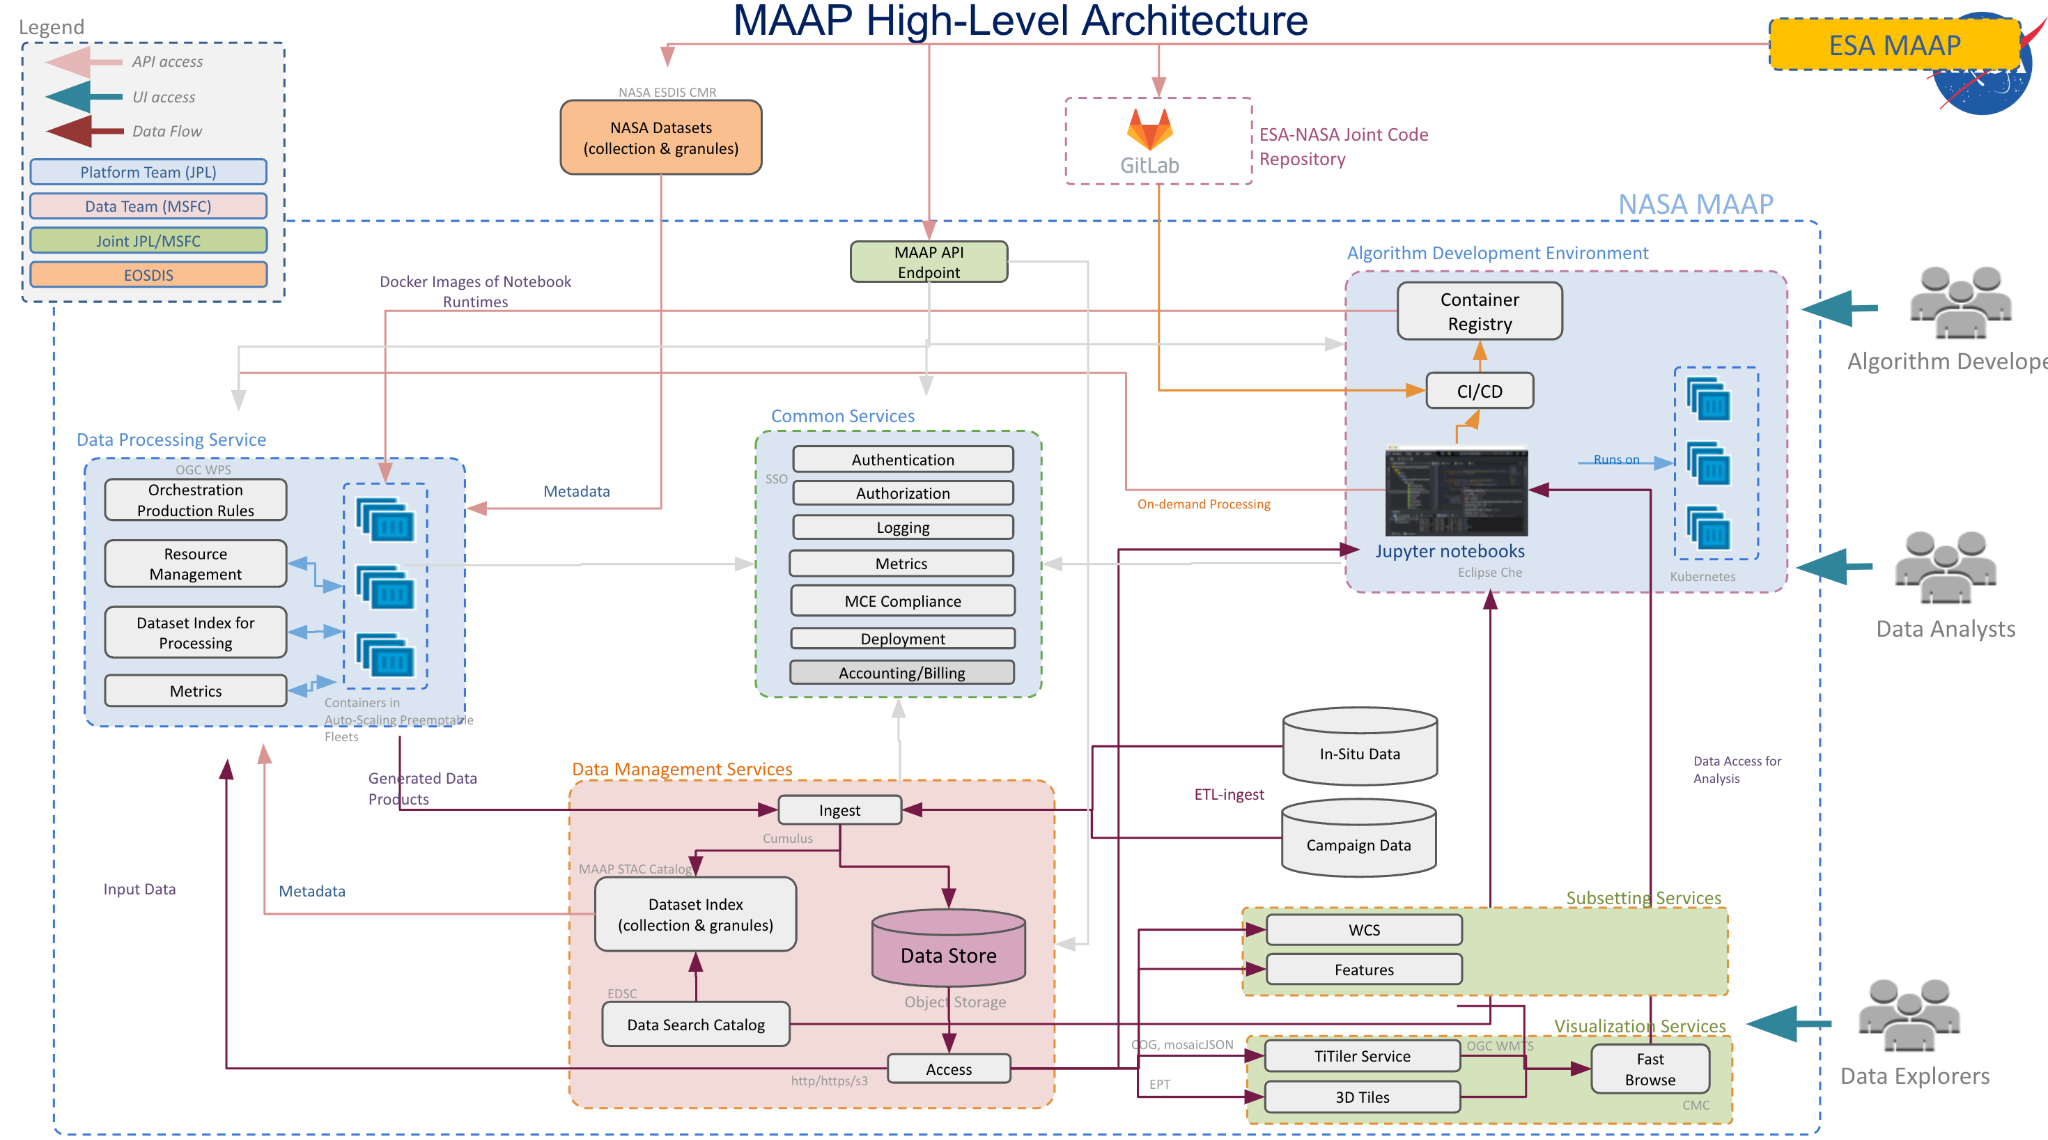 MAAP High-Level Architecture
Legend
API access
UI access
Data Flow
Platform Team (JPL)
Data Team (MSFC)
Joint JPL/MSFC
EOSDIS
ESA MAAP
NASA ESDIS CMR
NASA Datasets
(collection & granules)
GitLab
ESA-NASA Joint Code
Repository
NASA MAAP
MAAP API
Endpoint
Docker Images of Notebook
Runtimes
Algorithm Development Environment
Container
Registry
CI/CD
Runs on
Jupyter notebooks
Eclipse Che
Kubernetes
On-demand Processing
Algorithm Develope
Data Analysts
Data Explorers
Data Processing Service
OGC WPS
Orchestration
Production Rules
Resource
Management
Dataset Index for
Processing
Metrics
Containers in
Auto-Scaling Preemptable
Fleets
Metadata
Common Services
SSO
Authentication
Authorization
Logging
Metrics
MCE Compliance
Deployment
Accounting/Billing
Generated Data
Products
Input Data
Metadata
Data Management Services
Ingest
Cumulus
MAAP STAC Catalog
Dataset Index
(collection & granules)
Data Store
Object Storage
EDSC
Data Search Catalog
Access
http/https/s3
In-Situ Data
ETL-ingest
Campaign Data
Data Access for
Analysis
Subsetting Services
WCS
Features
Visualization Services
COG, mosaicJSON
TiTiler Service
OGC WMTS
EPT
3D Tiles
Fast
Browse
CMC